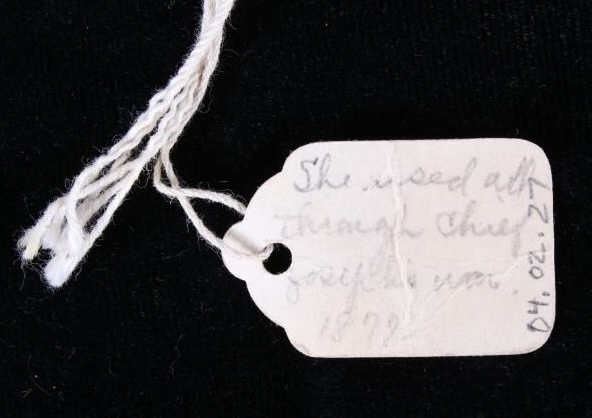 She used all
through Chief
Joseph's war.
1877
04.02.27